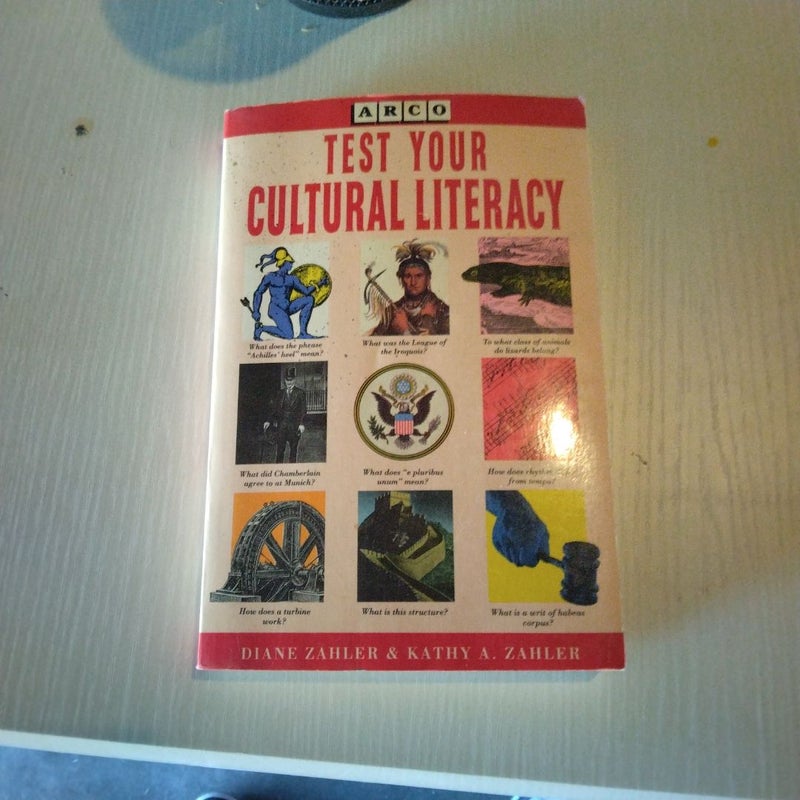 ARCO
TEST YOUR
CULTURAL LITERACY
What does the phrase
"Achilles' heel" mean?
What was the League of
the Iroquois?
To what class of animals
do lizards belong?
What did Chamberlain
agree to at Munich?
What does "e pluribus
unum" mean?
How does
from tempo?
How does a turbine
work?
What is this structure?
What is a writ of habeas
corpus?
DIANE ZAHLER & KATHY A. ZAHLER